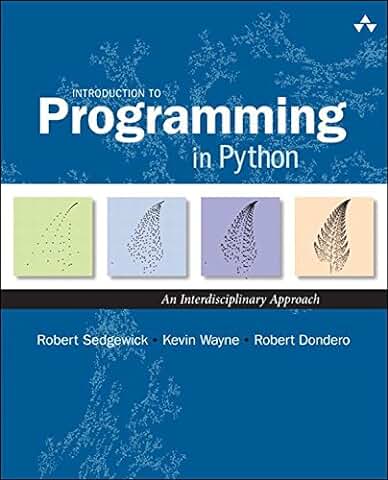 INTRODUCTION TO
Programming
in Python
An Interdisciplinary Approach
Robert Sedgewick • Kevin Wayne • Robert Dondero